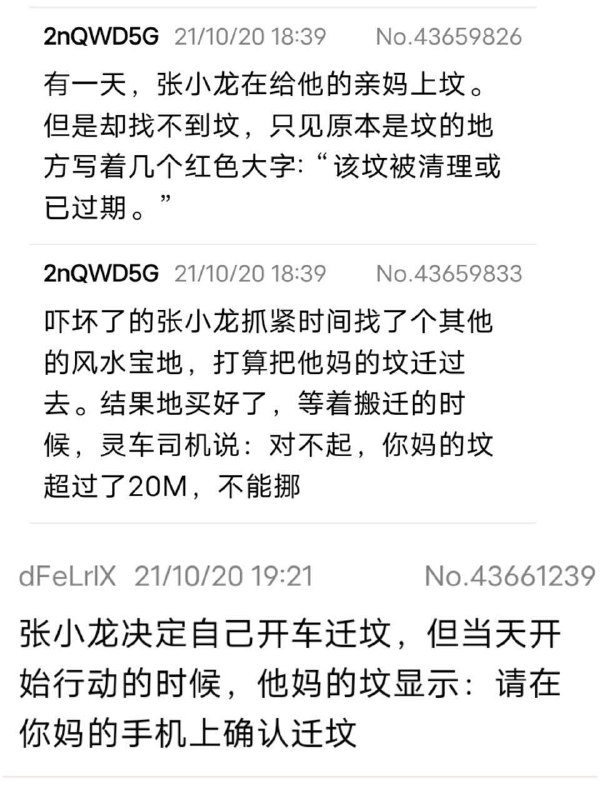 2nQWD5G 21/10/20 18:39 No.43659826
有一天，张小龙在给他的亲妈上坟。
但是却找不到坟，只见原本是坟的地
方写着几个红色大字:“该坟被清理或
已过期。”
2nQWD5G 21/10/20 18:39 No.43659833
吓坏了的张小龙抓紧时间找了个其他
的风水宝地，打算把他妈的坟迁过
去。结果地买好了，等着搬迁的时
候，灵车司机说：对不起，你妈的坟
超过了20M，不能挪
dFeLrlX 21/10/20 19:21 No.43661239
张小龙决定自己开车迁坟，但当天开
始行动的时候，他妈的坟显示：请在
你妈的手机上确认迁坟